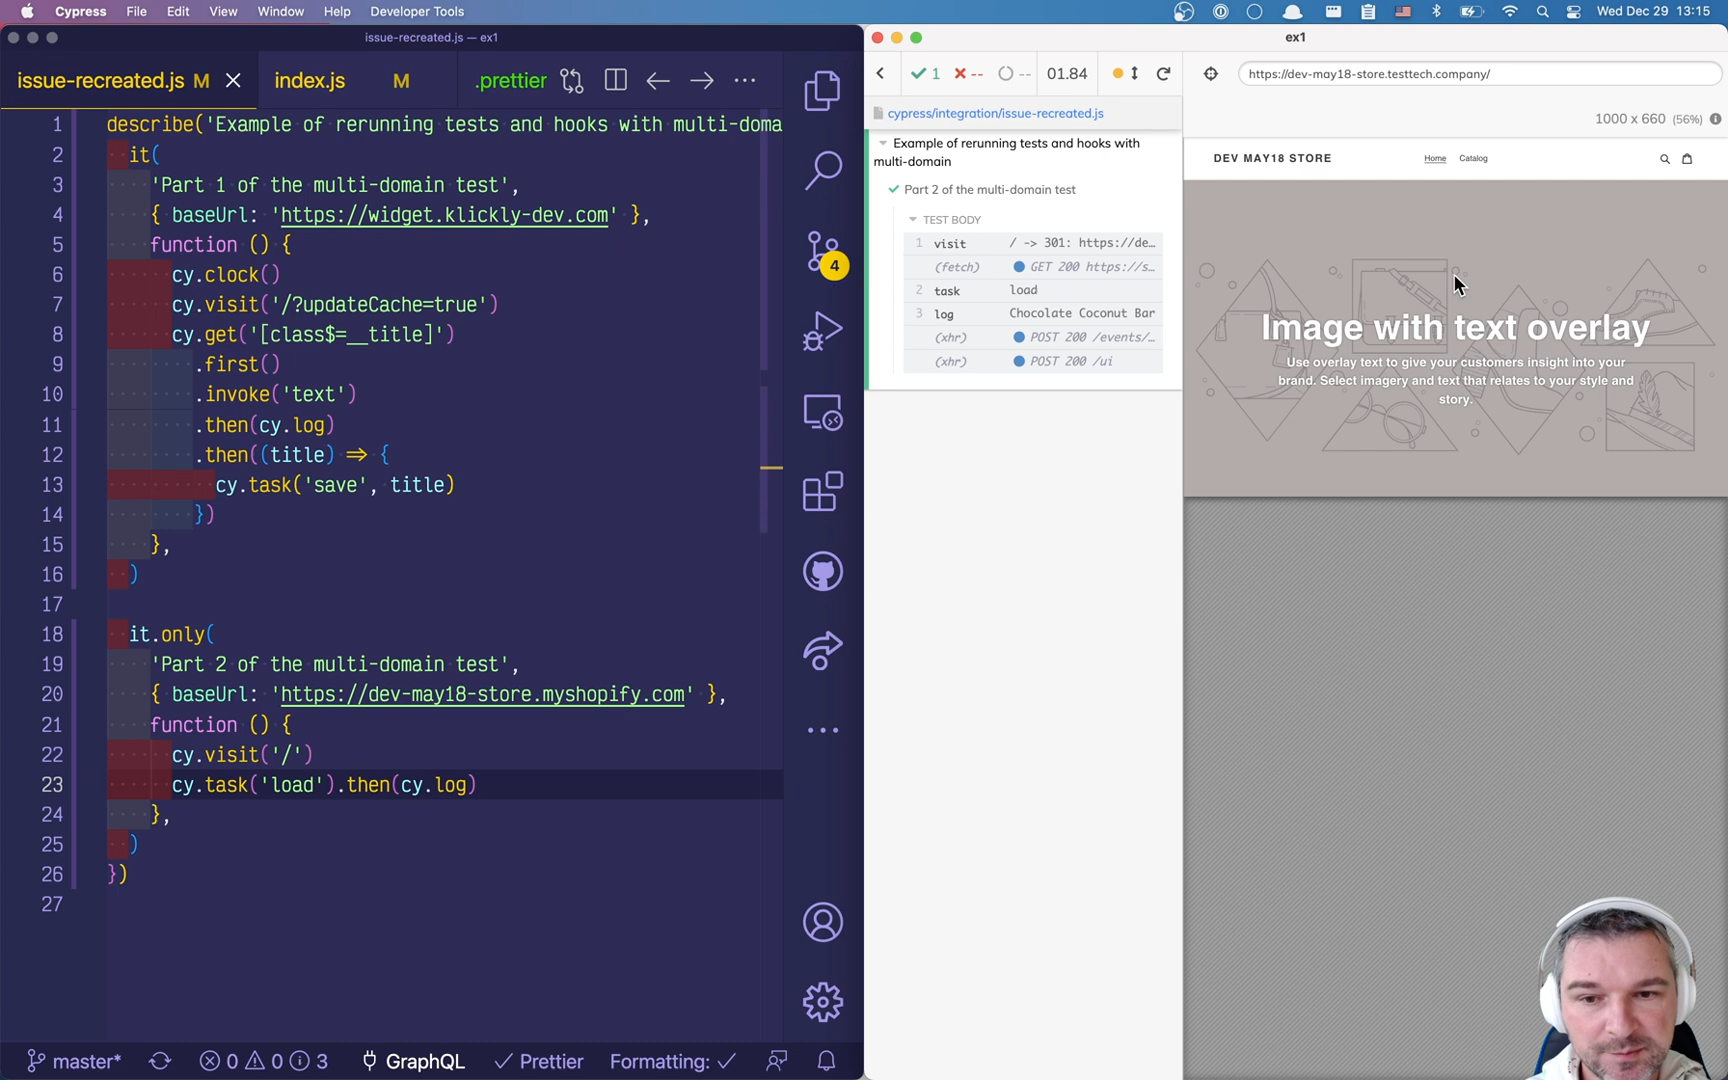 Cypress File Edit View Window Help Developer Tools Wed Dec 29 13:15
issue-recreated.js — ex1
issue-recreated.js M index.js M .prettier
1 describe('Example of rerunning tests and hooks with multi-doma
2 it(
3 'Part 1 of the multi-domain test',
4 { baseUrl: 'https://widget.klickly-dev.com' },
5 function () {
6 cy.clock()
7 cy.visit('/?updateCache=true')
8 cy.get('[class$=__title]')
9 .first()
10 .invoke('text')
11 .then(cy.log)
12 .then((title) => {
13 cy.task('save', title)
14 })
15 },
16 )
17
18 it.only(
19 'Part 2 of the multi-domain test',
20 { baseUrl: 'https://dev-may18-store.myshopify.com' },
21 function () {
22 cy.visit('/')
23 cy.task('load').then(cy.log)
24 },
25 )
26 })
27
4
master* 0 0 3 GraphQL Prettier Formatting:
ex1
1 -- -- 01.84
cypress/integration/issue-recreated.js
Example of rerunning tests and hooks with
multi-domain
Part 2 of the multi-domain test
TEST BODY
1 visit / -> 301: https://de…
(fetch) GET 200 https://s…
2 task load
3 log Chocolate Coconut Bar
(xhr) POST 200 /events/…
(xhr) POST 200 /ui
https://dev-may18-store.testtech.company/
1000 x 660 (56%)
DEV MAY18 STORE Home Catalog
Image with text overlay
Use overlay text to give your customers insight into your
brand. Select imagery and text that relates to your style and
story.